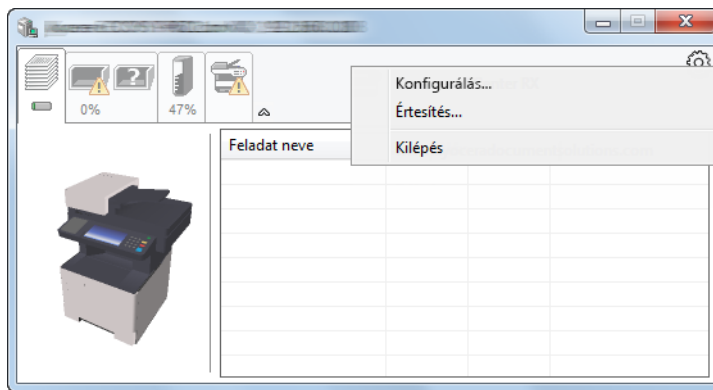 0%
47%
Konfigurálás...
Értesítés...
Kilépés
Feladat neve